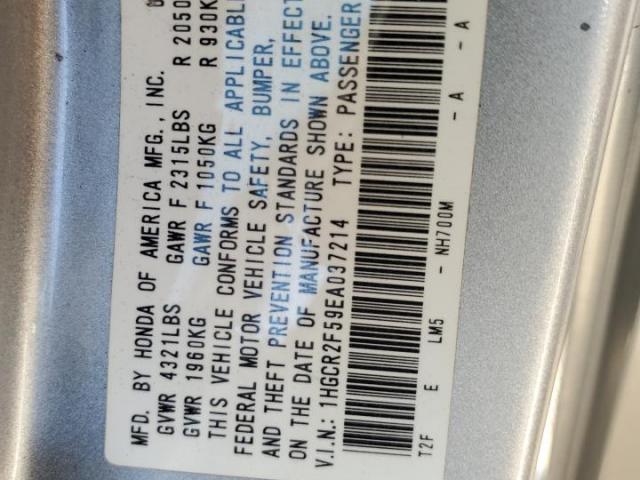 MFD. BY HONDA OF AMERICA MFG., INC.
GVWR 4321LBS GAWR F 2315LBS R 2050
GVWR 1960KG GAWR F 1050KG R 930K
THIS VEHICLE CONFORMS TO ALL APPLICABLE
FEDERAL MOTOR VEHICLE SAFETY, BUMPER,
AND THEFT PREVENTION STANDARDS IN EFFECT
ON THE DATE OF MANUFACTURE SHOWN ABOVE.
V.I.N.: 1HGCR2F59EA037214 TYPE: PASSENGER
T2F E LM5 - NH700M - A - A